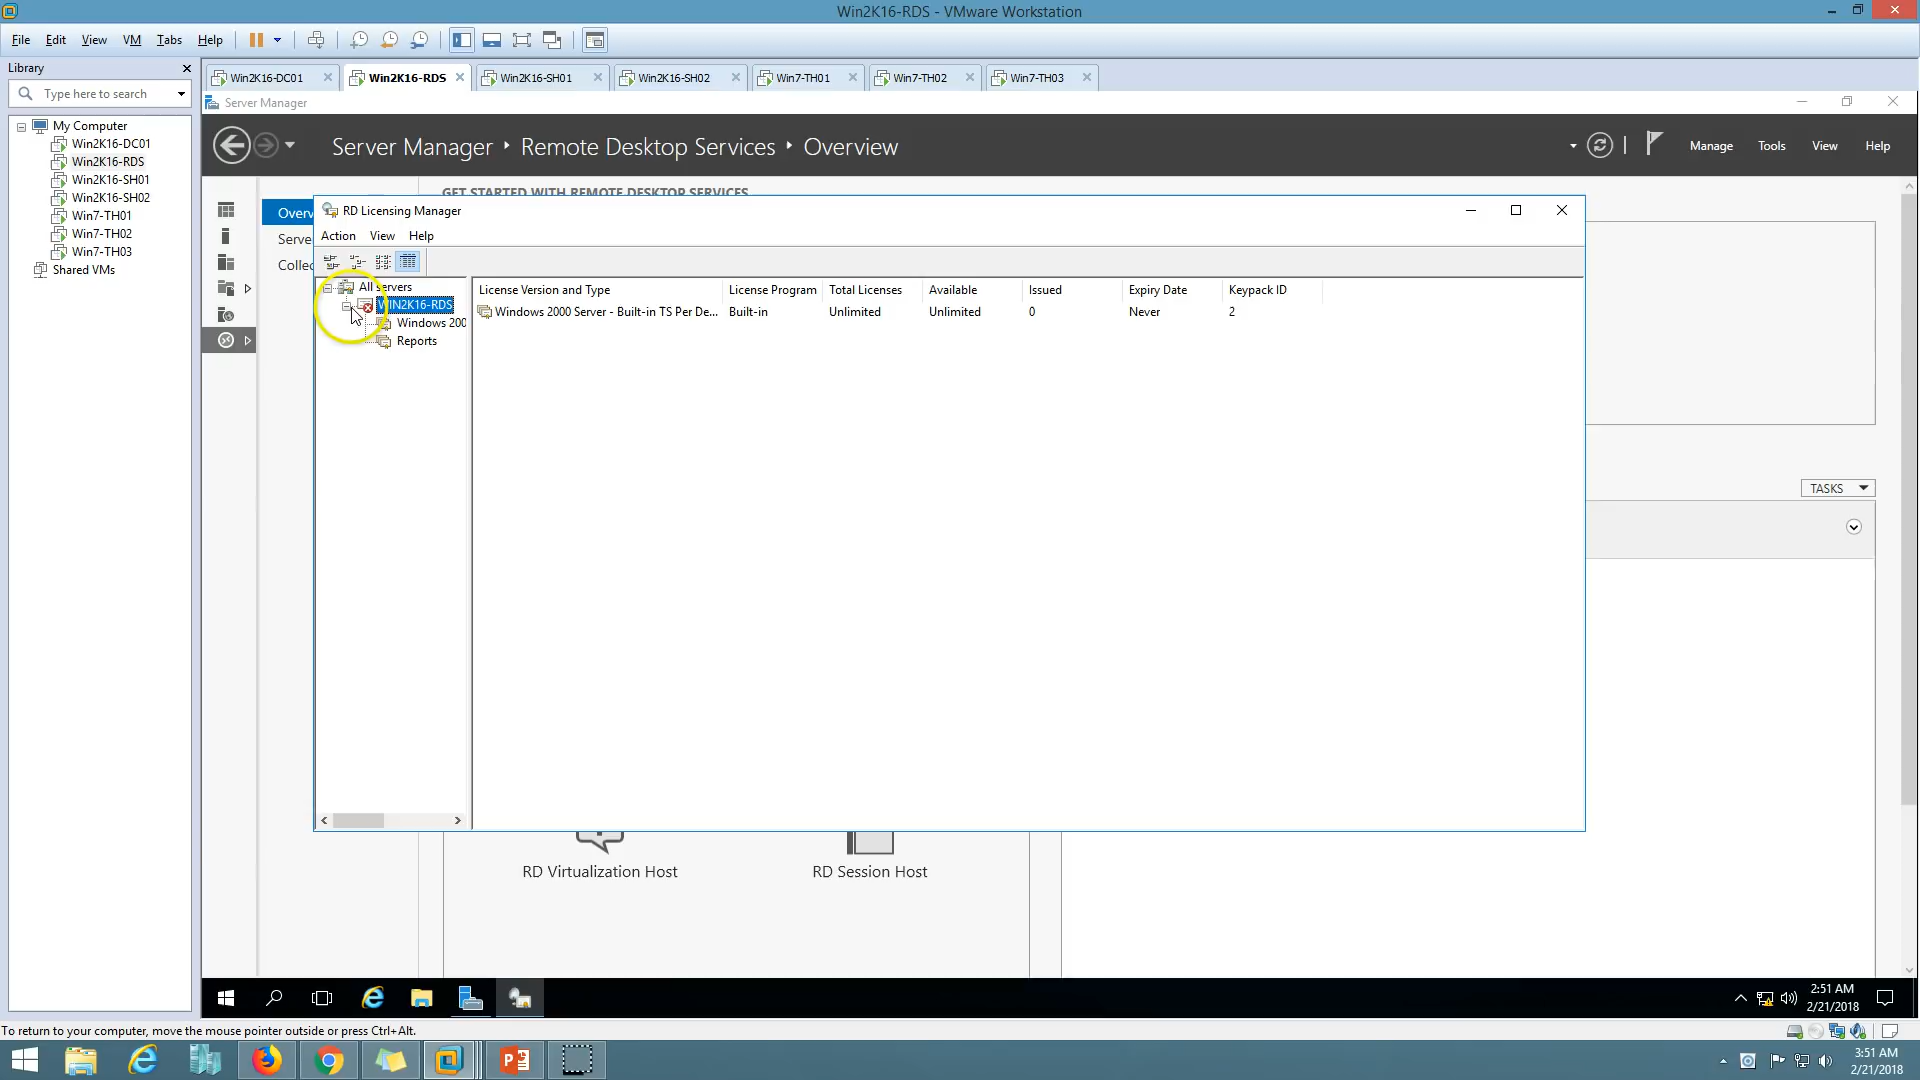 Win2K16-RDS - VMware Workstation
File Edit View VM Tabs Help
Library
Type here to search
My Computer
Win2K16-DC01
Win2K16-RDS
Win2K16-SH01
Win2K16-SH02
Win7-TH01
Win7-TH02
Win7-TH03
Shared VMs
Win2K16-DC01 Win2K16-RDS Win2K16-SH01 Win2K16-SH02 Win7-TH01 Win7-TH02 Win7-TH03
Server Manager
Server Manager Remote Desktop Services Overview
Manage Tools View Help
GET STARTED WITH REMOTE DESKTOP SERVICES
Overv
Serve
Collec
RD Licensing Manager
Action View Help
All servers
WIN2K16-RDS
Windows 200
Reports
License Version and Type License Program Total Licenses Available Issued Expiry Date Keypack ID
Windows 2000 Server - Built-in TS Per De... Built-in Unlimited Unlimited 0 Never 2
TASKS
RD Virtualization Host
RD Session Host
2:51 AM
2/21/2018
To return to your computer, move the mouse pointer outside or press Ctrl+Alt.
3:51 AM
2/21/2018